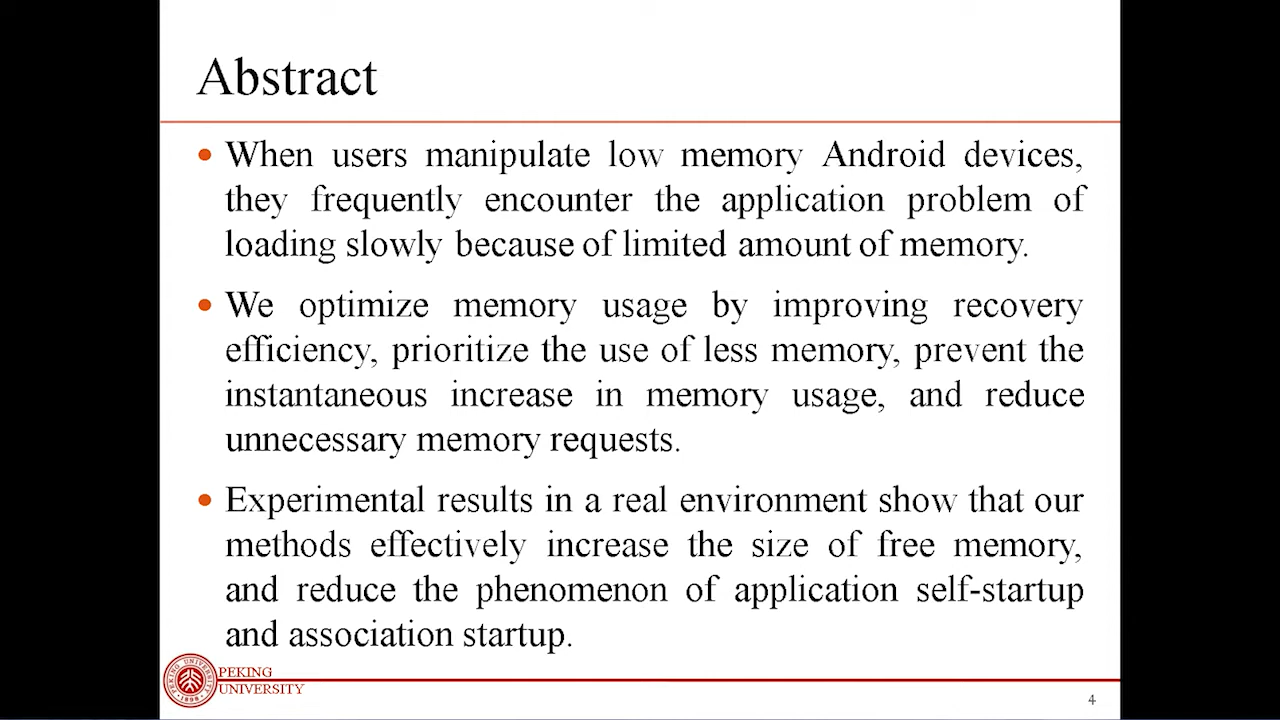 Abstract
• When users manipulate low memory Android devices,
they frequently encounter the application problem of
loading slowly because of limited amount of memory.
• We optimize memory usage by improving recovery
efficiency, prioritize the use of less memory, prevent the
instantaneous increase in memory usage, and reduce
unnecessary memory requests.
• Experimental results in a real environment show that our
methods effectively increase the size of free memory,
and reduce the phenomenon of application self-startup
and association startup.
PEKING UNIVERSITY
1898
PEKING
UNIVERSITY
4